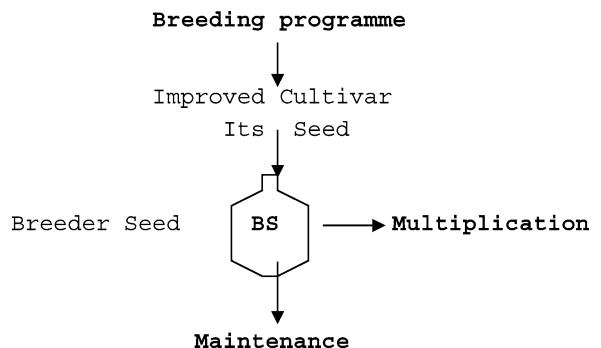 Breeding programme
Improved Cultivar
Its Seed
Breeder Seed BS Multiplication
Maintenance